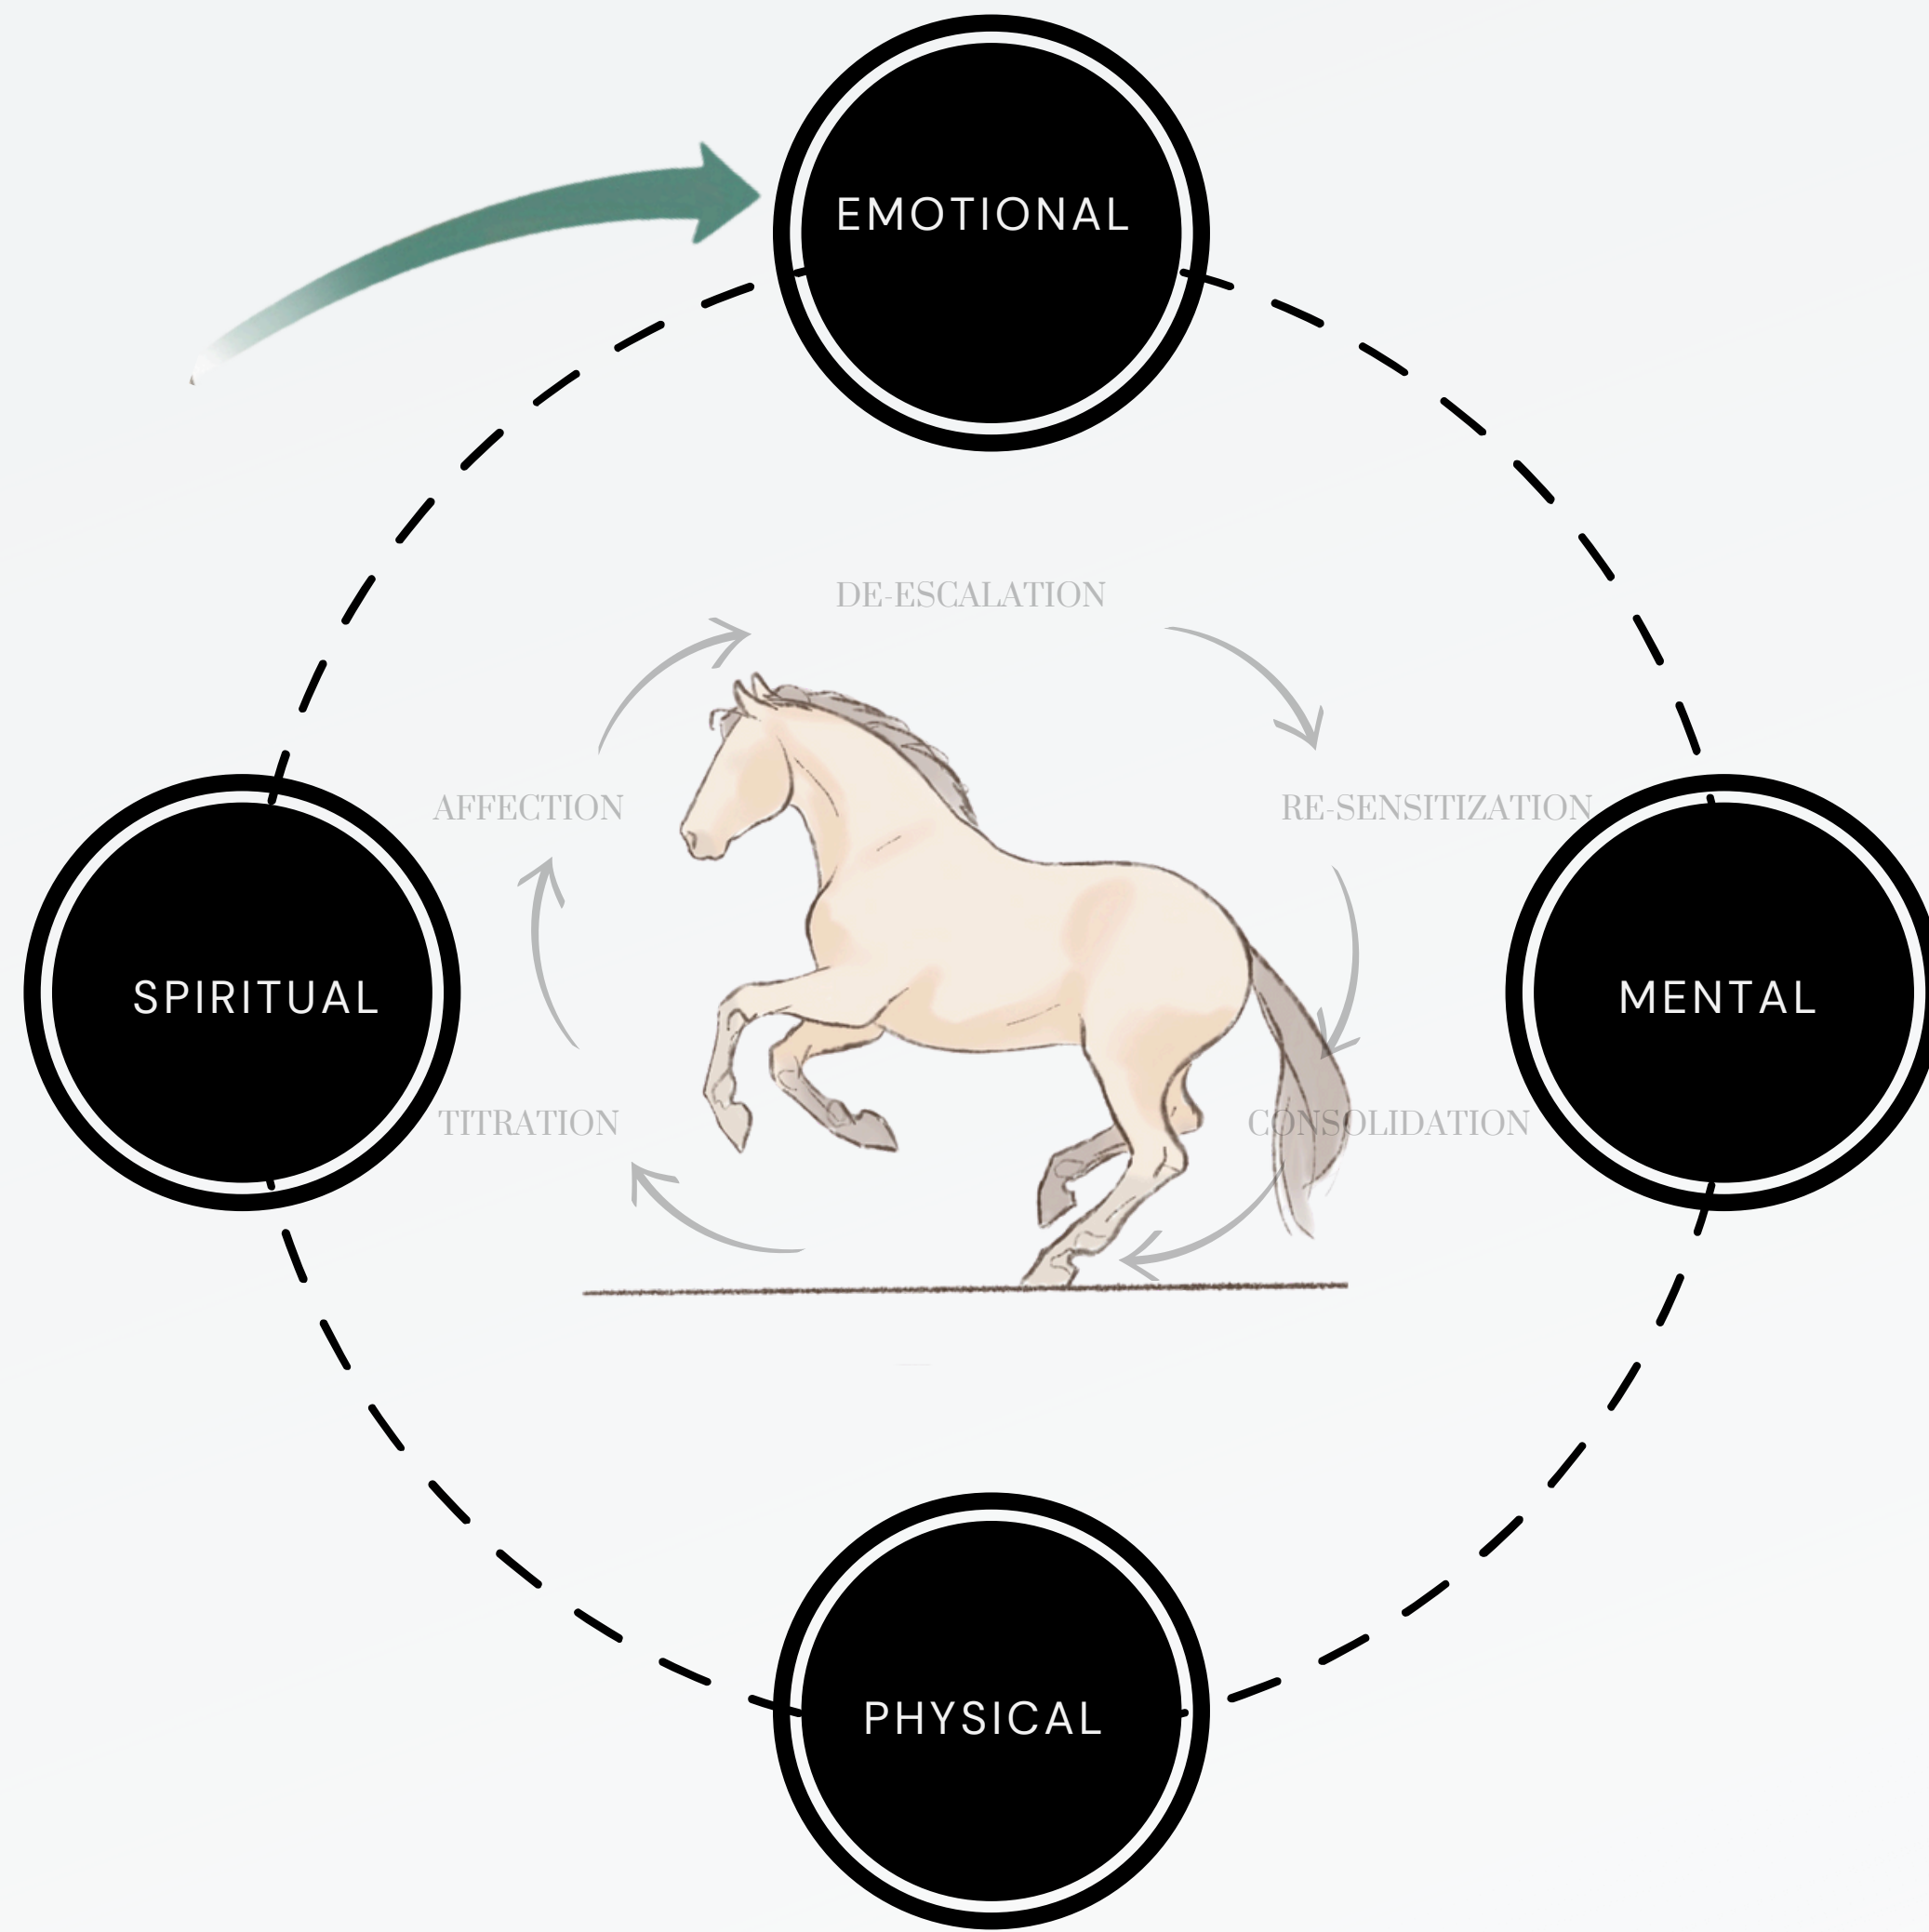 EMOTIONAL
DE-ESCALATION
AFFECTION
RE-SENSITIZATION
SPIRITUAL
MENTAL
TITRATION
CONSOLIDATION
PHYSICAL